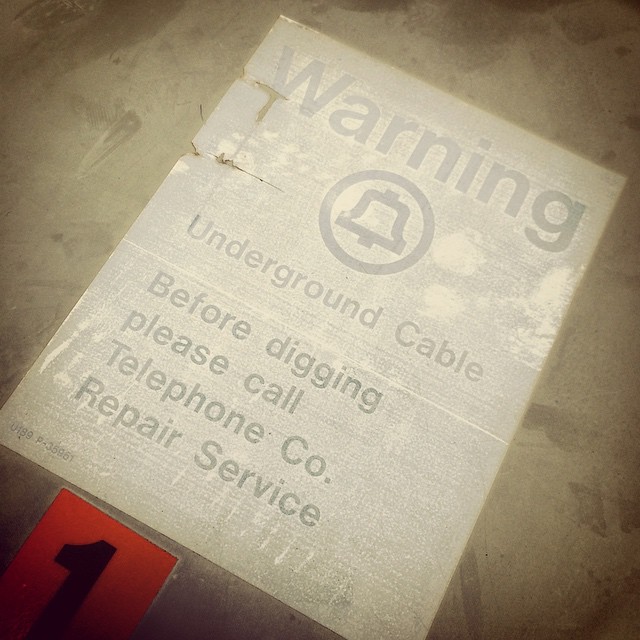 Warning
Underground Cable
Before digging
please call
Telephone Co.
Repair Service
1